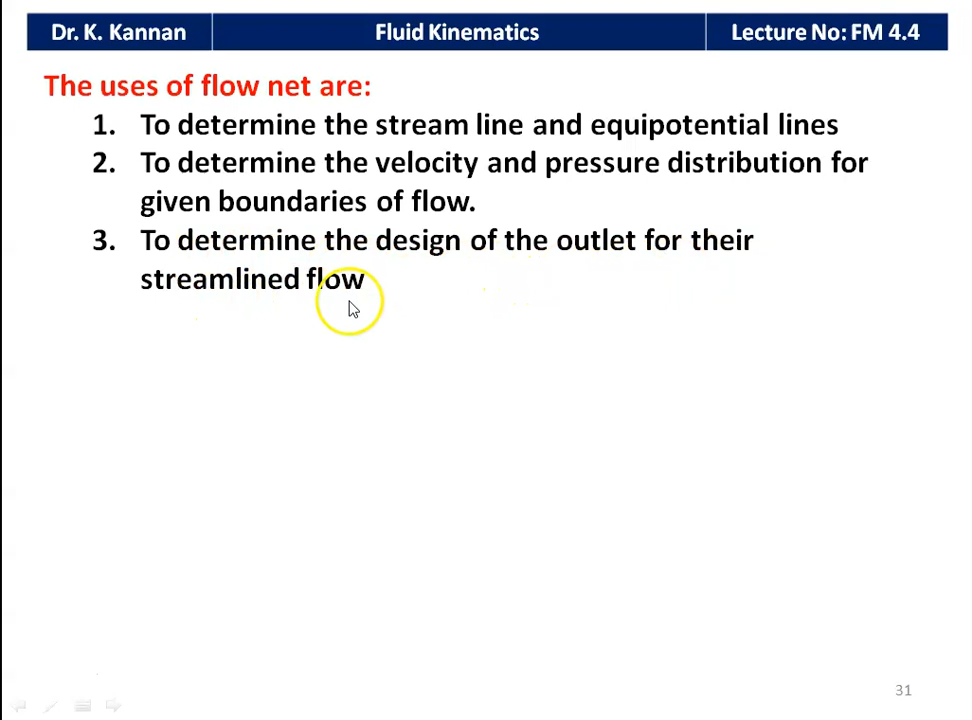 Dr. K. Kannan
Fluid Kinematics
Lecture No: FM 4.4
The uses of flow net are:
1. To determine the stream line and equipotential lines
2. To determine the velocity and pressure distribution for
given boundaries of flow.
3. To determine the design of the outlet for their
streamlined flow
31